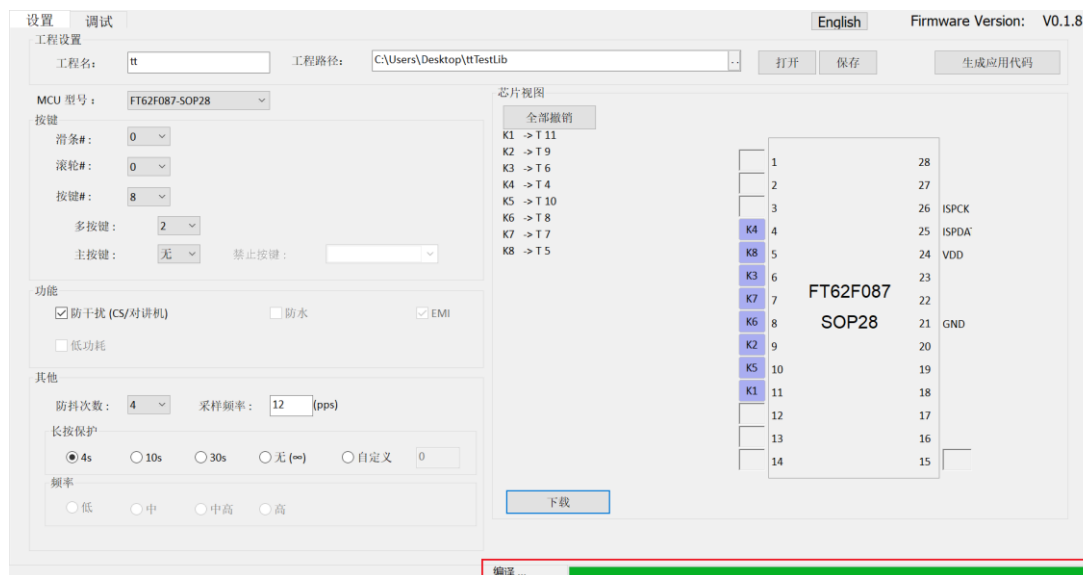 设置 调试 English Firmware Version: V0.1.8
工程设置
工程名: tt 工程路径: C:\Users\Desktop\ttTestLib .. 打开 保存 生成应用代码
MCU 型号: FT62F087-SOP28
按键
滑条#: 0
滚轮#: 0
按键#: 8
多按键: 2
主按键: 无 禁止按键:
功能
防干扰 (CS/对讲机) 防水 EMI
低功耗
其他
防抖次数: 4 采样频率: 12 (pps)
长按保护
4s 10s 30s 无 (∞) 自定义 0
频率
低 中 中高 高
芯片视图
全部撤销
K1 -> T 11
K2 -> T 9
K3 -> T 6
K4 -> T 4
K5 -> T 10
K6 -> T 8
K7 -> T 7
K8 -> T 5
1 28
2 27
3 26 ISPCK
K4 4 25 ISPDA
K8 5 24 VDD
K3 6 23
K7 7 22
K6 8 21 GND
K2 9 20
K5 10 19
K1 11 18
12 17
13 16
14 15
FT62F087
SOP28
下载
编译 ...